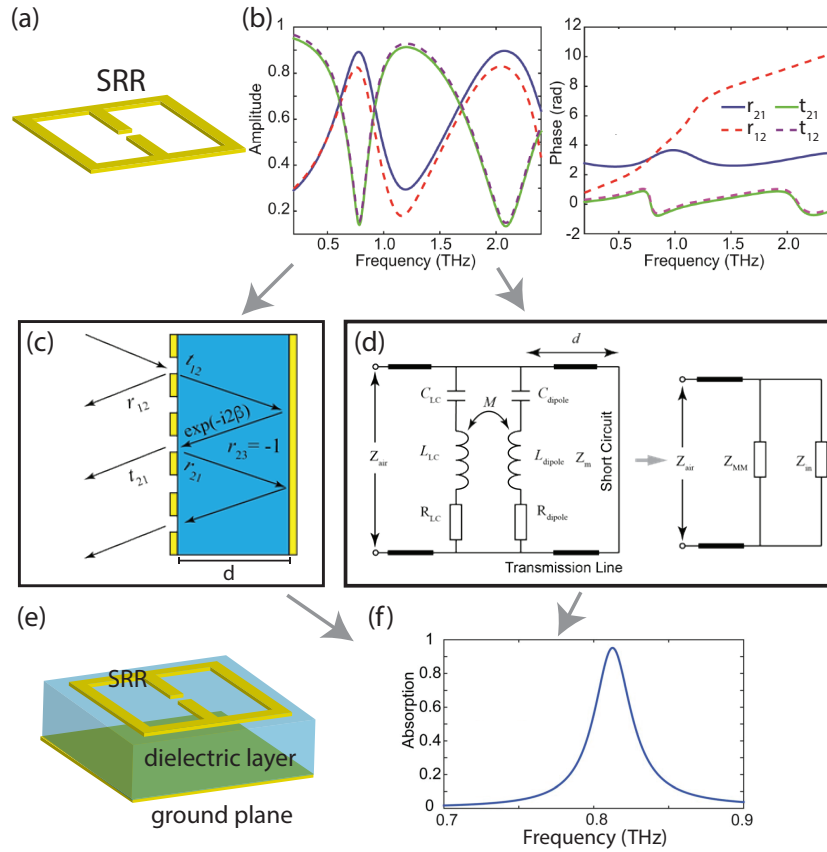 (a)
SRR
(b)
1
0.8
0.6
0.4
0.2
Amplitude
0.5
1.0
1.5
2.0
Frequency (THz)
12
10
8
6
4
2
0
-2
Phase (rad)
r21
t21
r12
t12
0.5
1.0
1.5
2.0
Frequency (THz)
(c)
t12
r12
exp(-i2β)
r23 = -1
t21
r21
d
(d)
d
CLC
Cdipole
M
Zair
LLC
Ldipole
Zm
Short Circuit
RLC
Rdipole
Transmission Line
Zair
ZMM
Zin
(e)
SRR
dielectric layer
ground plane
(f)
1
0.8
0.6
0.4
0.2
0
Absorption
0.7
0.8
0.9
Frequency (THz)